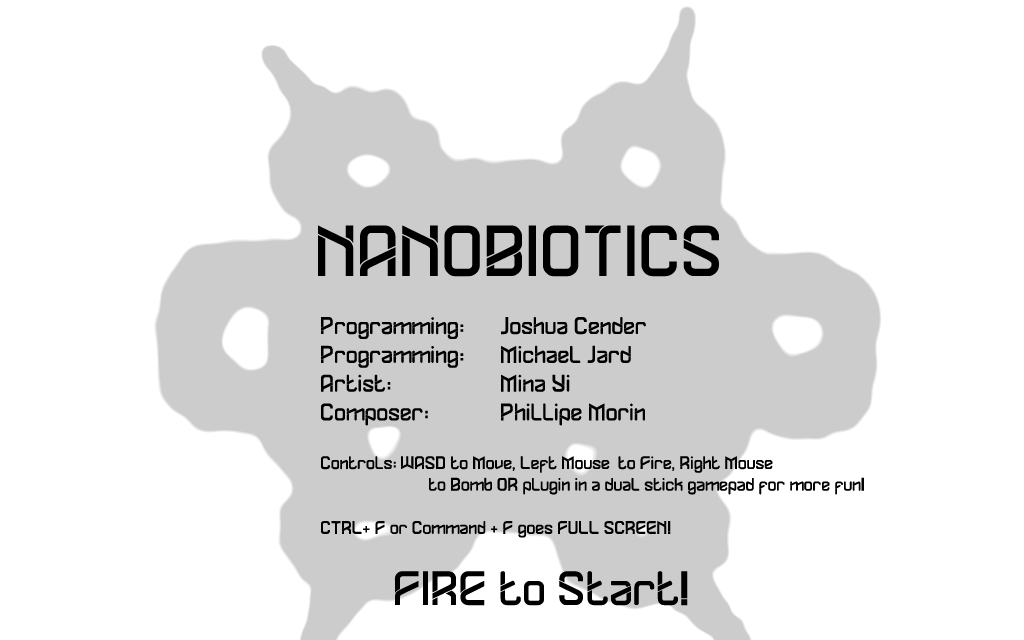 NANOBIOTICS
Programming: Joshua Cender
Programming: Michael Jard
Artist: Mina Yi
Composer: Phillipe Morin
Controls: WASD to Move, Left Mouse to Fire, Right Mouse
to Bomb OR plugin in a dual stick gamepad for more fun!
CTRL+ F or Command + F goes FULL SCREEN!
FIRE to Start!